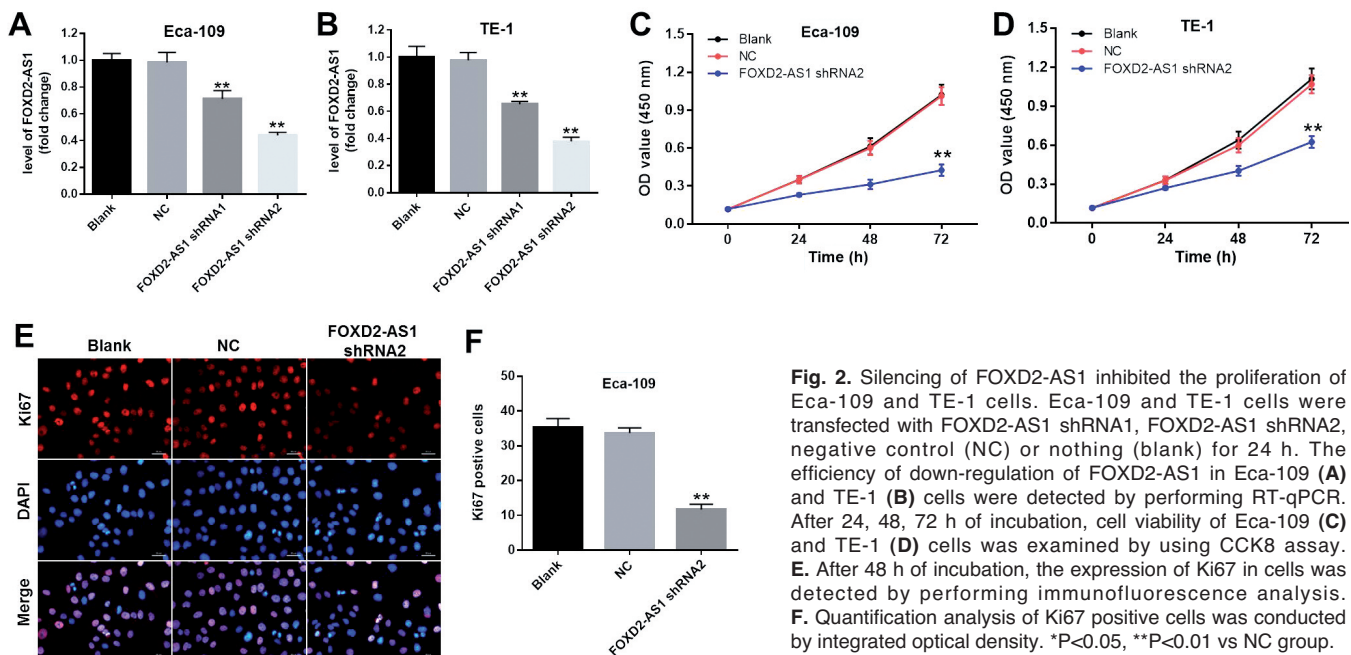 A
Eca-109
level of FOXD2-AS1
(fold change)
1.2
1.0
0.8
0.6
0.4
0.2
0.0
**
**
Blank
NC
FOXD2-AS1 shRNA1
FOXD2-AS1 shRNA2
B
TE-1
level of FOXD2-AS1
(fold change)
1.2
1.0
0.8
0.6
0.4
0.2
0.0
**
**
Blank
NC
FOXD2-AS1 shRNA1
FOXD2-AS1 shRNA2
C
Eca-109
Blank
NC
FOXD2-AS1 shRNA2
OD value (450 nm)
1.5
1.2
0.9
0.6
0.3
0.0
**
0 24 48 72
Time (h)
D
TE-1
Blank
NC
FOXD2-AS1 shRNA2
OD value (450 nm)
1.5
1.2
0.9
0.6
0.3
0.0
**
0 24 48 72
Time (h)
E
Blank
NC
FOXD2-AS1
shRNA2
Ki67
DAPI
Merge
F
Eca-109
Ki67 postive cells
50
40
30
20
10
0
**
Blank
NC
FOXD2-AS1 shRNA2
Fig. 2. Silencing of FOXD2-AS1 inhibited the proliferation of
Eca-109 and TE-1 cells. Eca-109 and TE-1 cells were
transfected with FOXD2-AS1 shRNA1, FOXD2-AS1 shRNA2,
negative control (NC) or nothing (blank) for 24 h. The
efficiency of down-regulation of FOXD2-AS1 in Eca-109 (A)
and TE-1 (B) cells were detected by performing RT-qPCR.
After 24, 48, 72 h of incubation, cell viability of Eca-109 (C)
and TE-1 (D) cells was examined by using CCK8 assay.
E. After 48 h of incubation, the expression of Ki67 in cells was
detected by performing immunofluorescence analysis.
F. Quantification analysis of Ki67 positive cells was conducted
by integrated optical density. *P<0.05, **P<0.01 vs NC group.